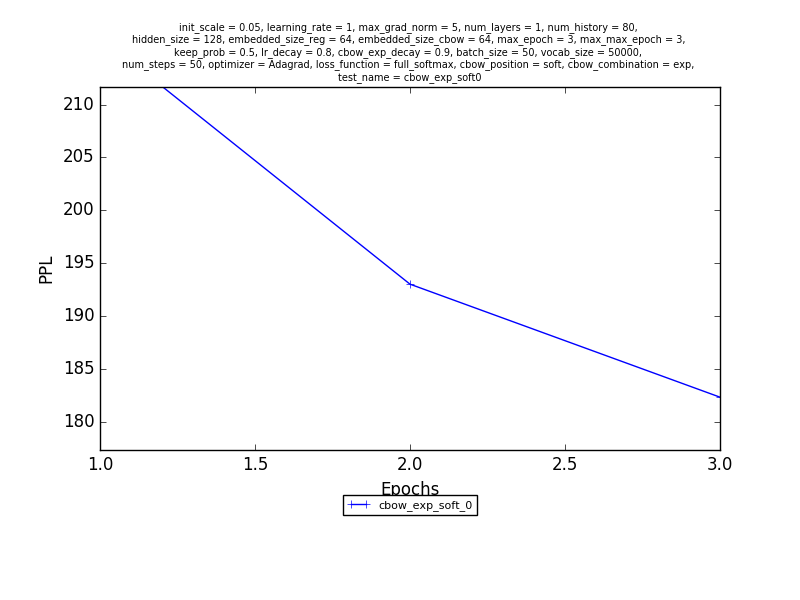 init_scale = 0.05, learning_rate = 1, max_grad_norm = 5, num_layers = 1, num_history = 80,
hidden_size = 128, embedded_size_reg = 64, embedded_size_cbow = 64, max_epoch = 3, max_max_epoch = 3,
keep_prob = 0.5, lr_decay = 0.8, cbow_exp_decay = 0.9, batch_size = 50, vocab_size = 50000,
num_steps = 50, optimizer = Adagrad, loss_function = full_softmax, cbow_position = soft, cbow_combination = exp,
test_name = cbow_exp_soft0
210
205
200
195
190
185
180
PPL
1.0 1.5 2.0 2.5 3.0
Epochs
cbow_exp_soft_0